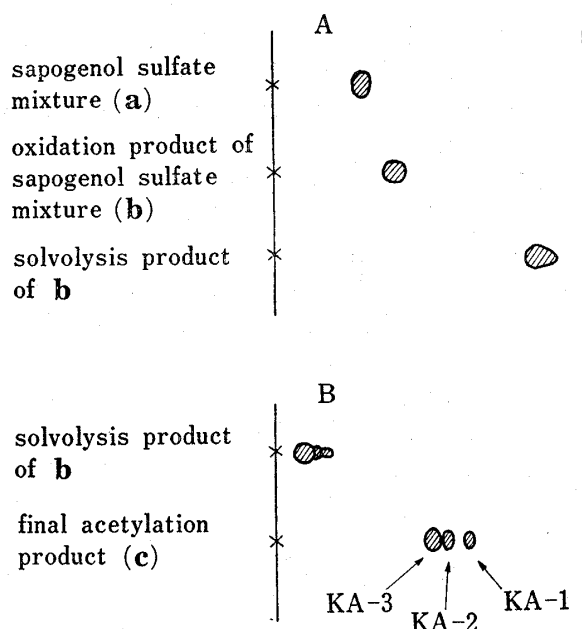 A
sapogenol sulfate
mixture (a)
oxidation product of
sapogenol sulfate
mixture (b)
solvolysis product
of b
B
solvolysis product
of b
final acetylation
product (c)
KA-3
KA-2
KA-1